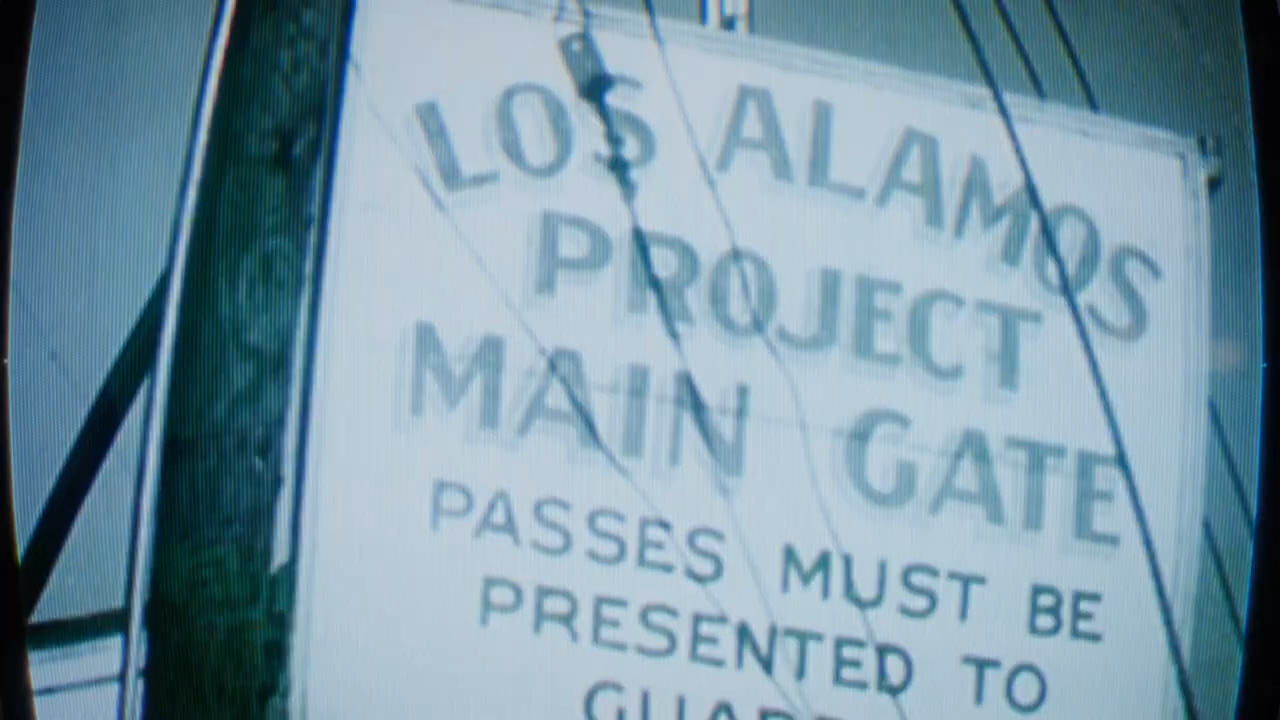 LOS ALAMOS
PROJECT
MAIN GATE
PASSES MUST BE
PRESENTED TO